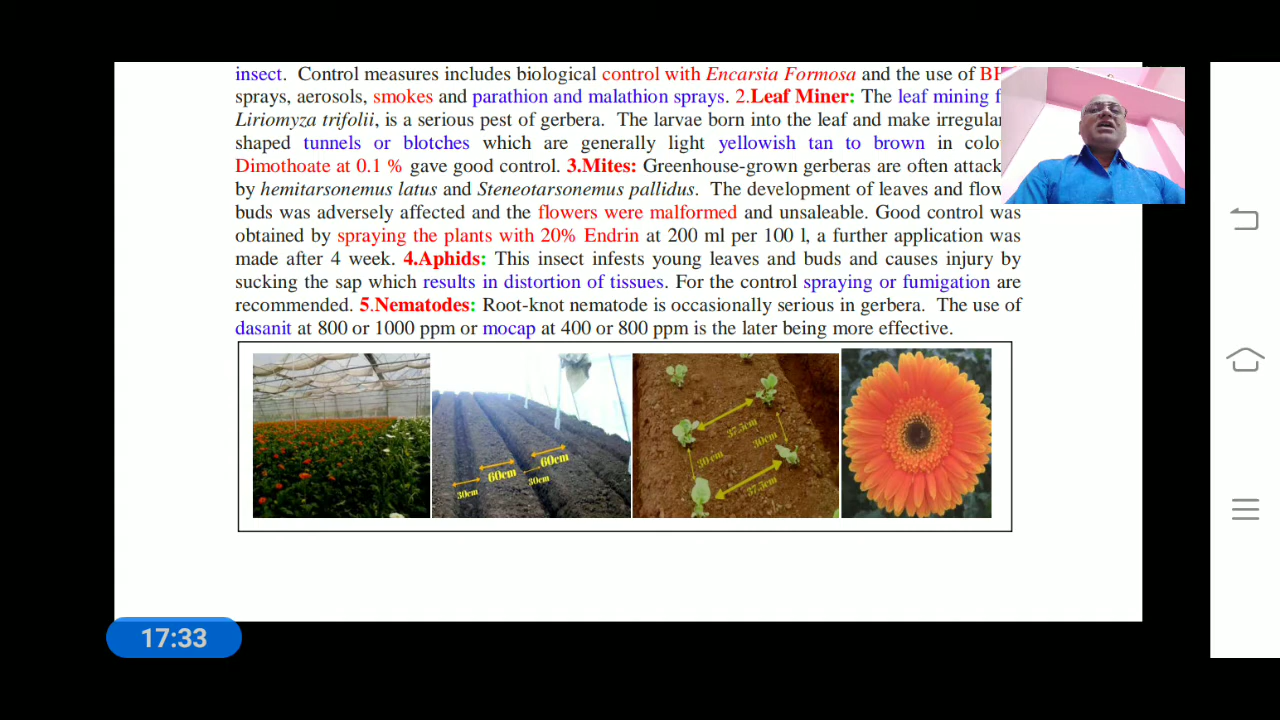 insect. Control measures includes biological control with Encarsia Formosa and the use of
sprays, aerosols, smokes and parathion and malathion sprays. 2.Leaf Miner: The leaf mining
Liriomyza trifolii, is a serious pest of gerbera. The larvae born into the leaf and make irregular
shaped tunnels or blotches which are generally light yellowish tan to brown in
Dimothoate at 0.1 % gave good control. 3.Mites: Greenhouse-grown gerberas are often
by hemitarsonemus latus and Steneotarsonemus pallidus. The development of leaves and
buds was adversely affected and the flowers were malformed and unsaleable. Good control was
obtained by spraying the plants with 20% Endrin at 200 ml per 100 l, a further application was
made after 4 week. 4.Aphids: This insect infests young leaves and buds and causes injury by
sucking the sap which results in distortion of tissues. For the control spraying or fumigation are
recommended. 5.Nematodes: Root-knot nematode is occasionally serious in gerbera. The use of
dasanit at 800 or 1000 ppm or mocap at 400 or 800 ppm is the later being more effective.
30cm 60cm 30cm 60cm
37.5cm
30cm
30 cm
37.5cm
17:33